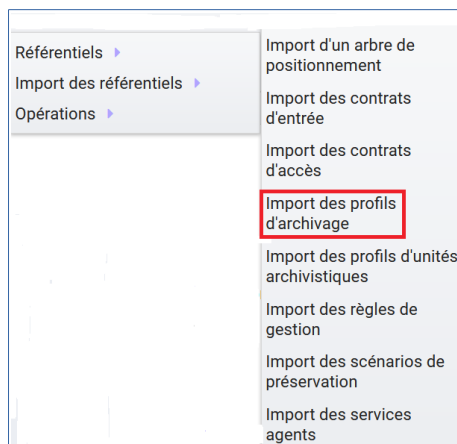 Référentiels
Import des référentiels
Opérations
Import d'un arbre de
positionnement
Import des contrats
d'entrée
Import des contrats
d'accès
Import des profils
d'archivage
Import des profils d'unités
archivistiques
Import des règles de
gestion
Import des scénarios de
préservation
Import des services
agents